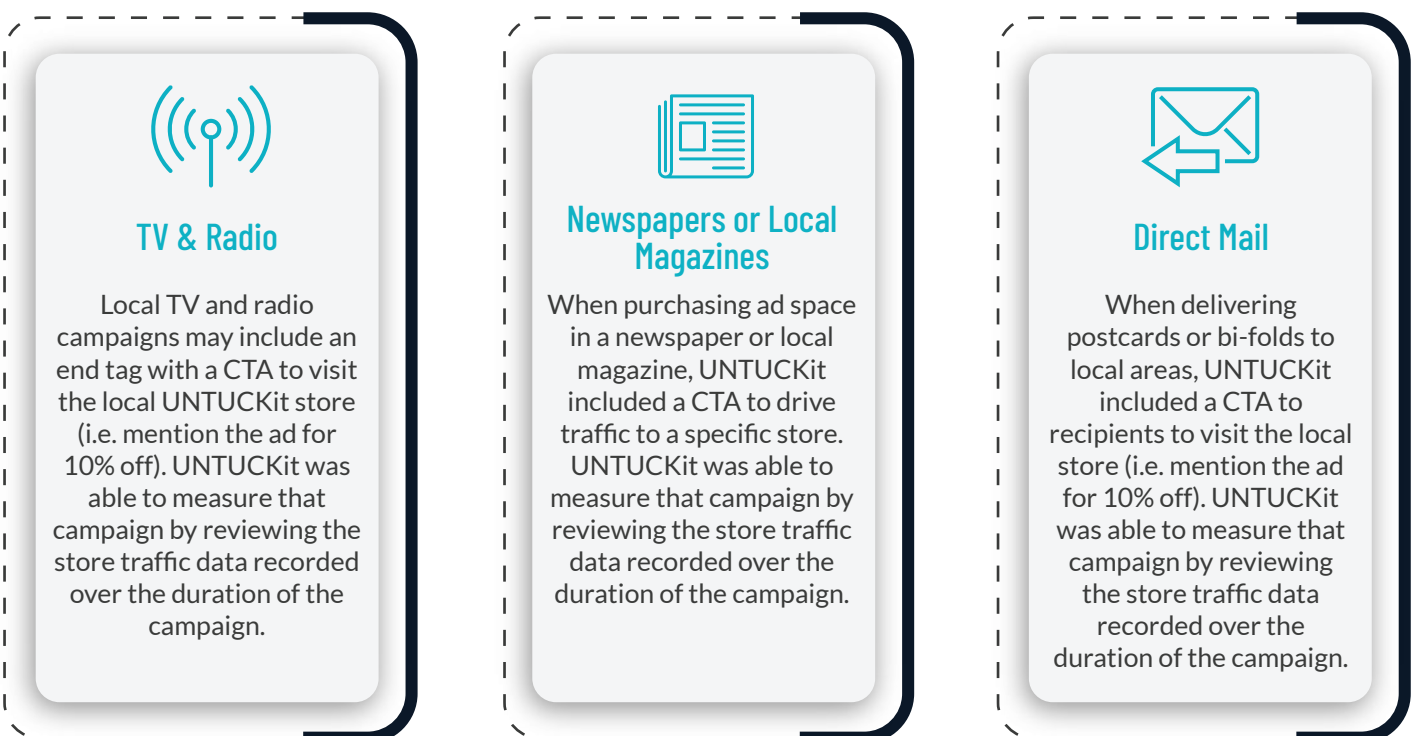 TV & Radio
Local TV and radio
campaigns may include an
end tag with a CTA to visit
the local UNTUCKit store
(i.e. mention the ad for
10% off). UNTUCKit was
able to measure that
campaign by reviewing the
store traffic data recorded
over the duration of the
campaign.
Newspapers or Local
Magazines
When purchasing ad space
in a newspaper or local
magazine, UNTUCKit
included a CTA to drive
traffic to a specific store.
UNTUCKit was able to
measure that campaign by
reviewing the store traffic
data recorded over the
duration of the campaign.
Direct Mail
When delivering
postcards or bi-folds to
local areas, UNTUCKit
included a CTA to
recipients to visit the local
store (i.e. mention the ad
for 10% off). UNTUCKit
was able to measure that
campaign by reviewing
the store traffic data
recorded over the
duration of the campaign.